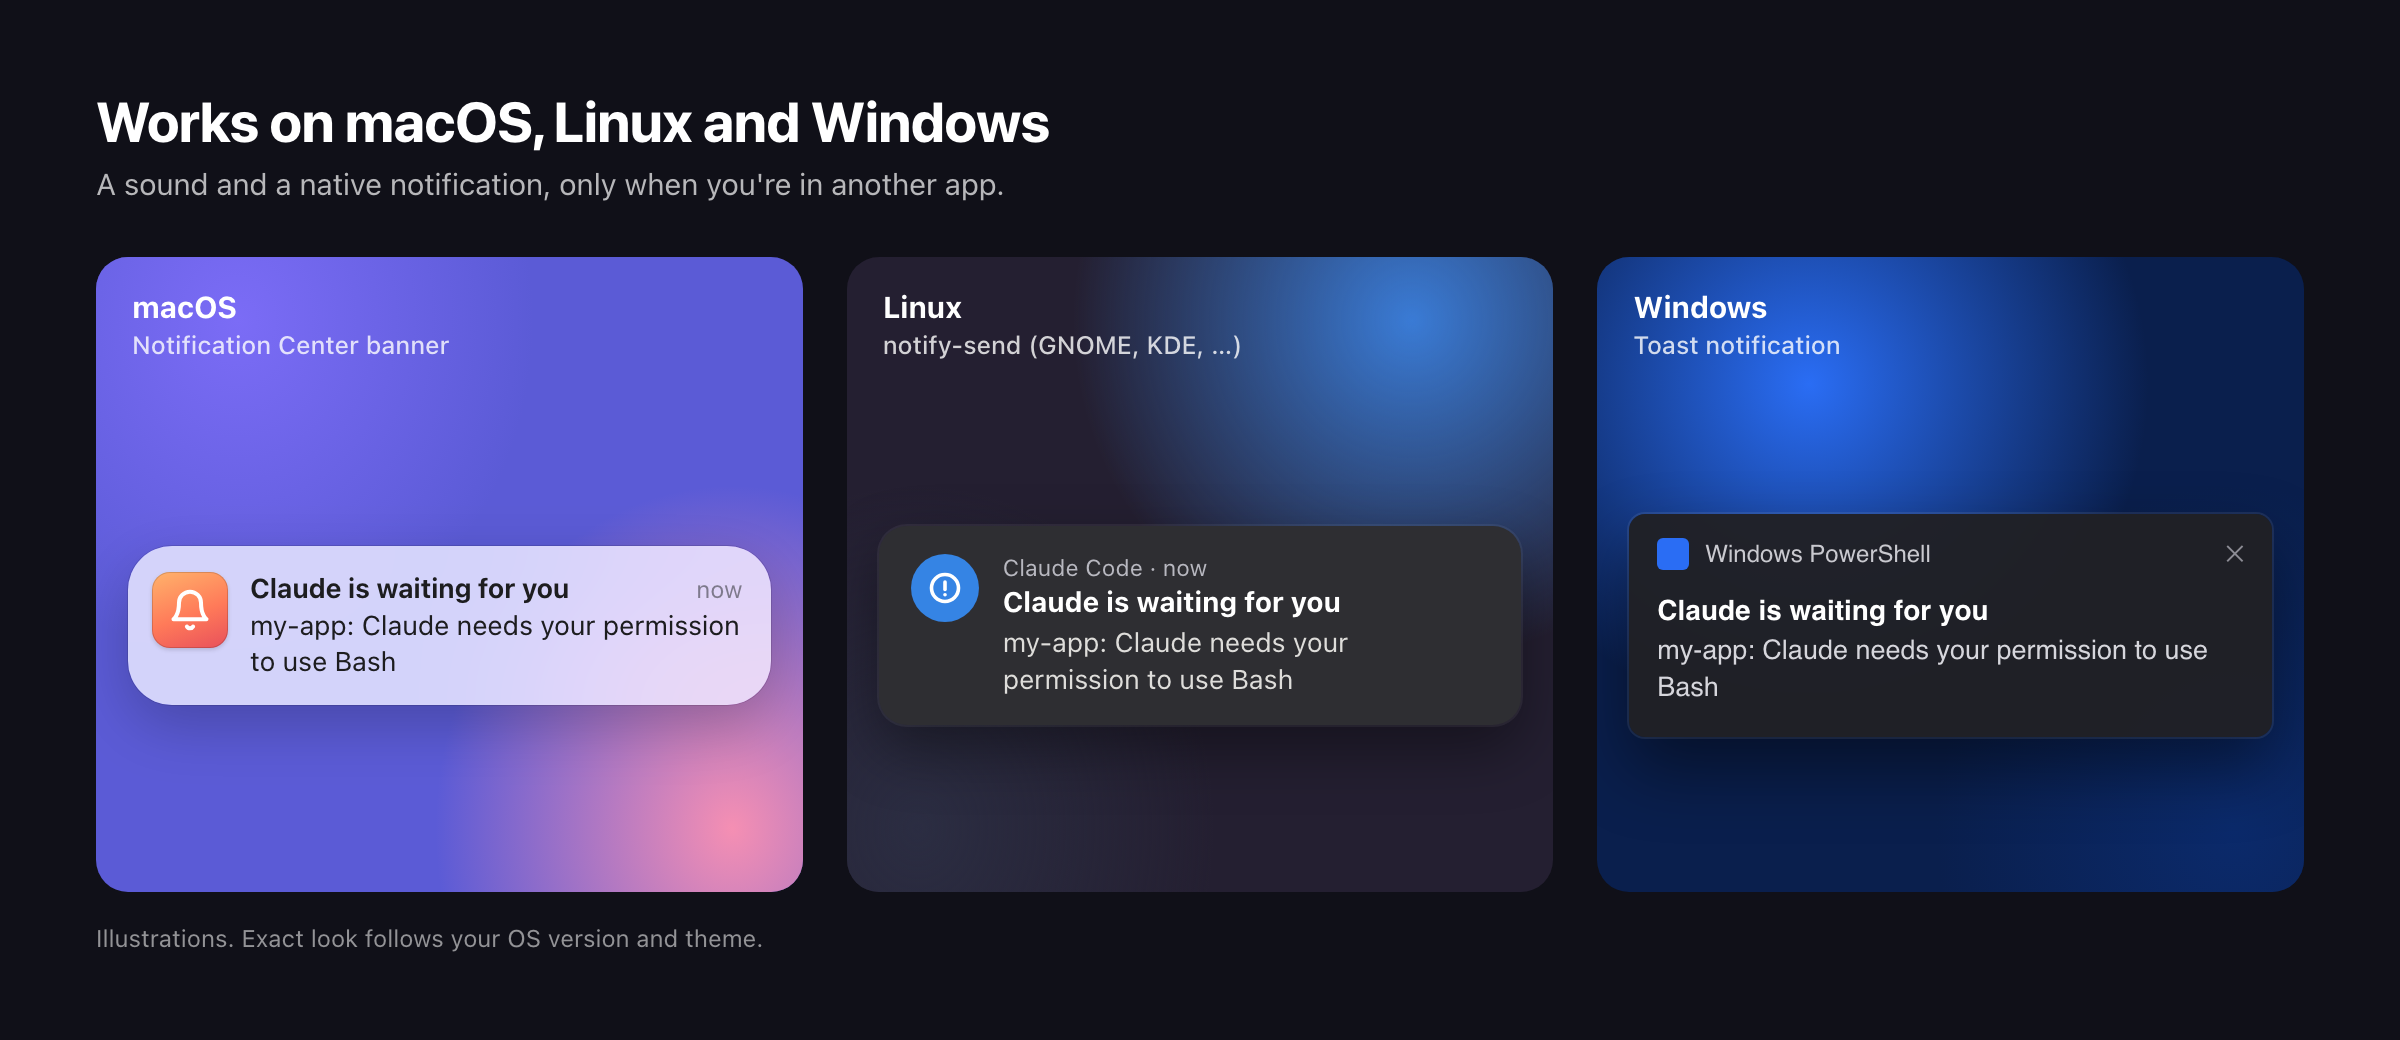 Works on macOS, Linux and Windows
A sound and a native notification, only when you're in another app.
macOS
Notification Center banner
Claude is waiting for you
now
my-app: Claude needs your permission
to use Bash
Linux
notify-send (GNOME, KDE, ...)
Claude Code · now
Claude is waiting for you
my-app: Claude needs your
permission to use Bash
Windows
Toast notification
Windows PowerShell
Claude is waiting for you
my-app: Claude needs your permission to use
Bash
Illustrations. Exact look follows your OS version and theme.